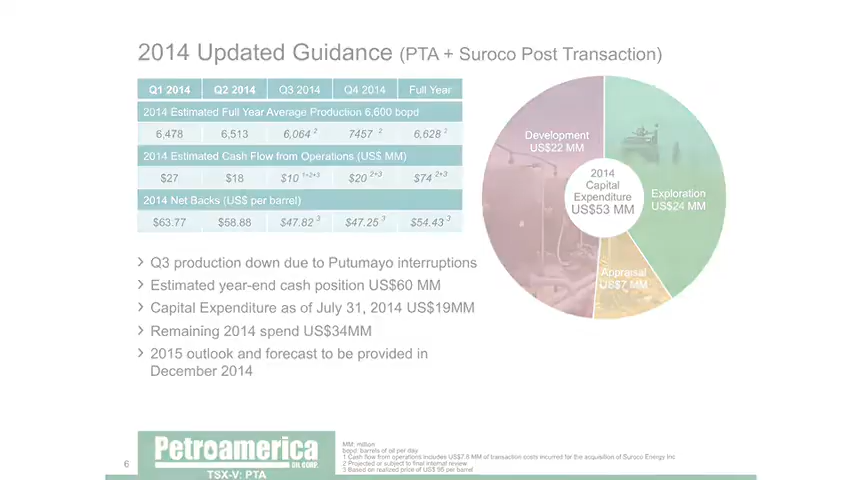 2014 Updated Guidance (PTA + Suroco Post Transaction)
Q1 2014 Q2 2014 Q3 2014 Q4 2014 Full Year
2014 Estimated Full Year Average Production 6,600 bopd
6,478 6,513 6,064 2 7457 2 6,628 2
2014 Estimated Cash Flow from Operations (US$ MM)
$27 $18 $10 1+2+3 $20 2+3 $74 2+3
2014 Net Backs (US$ per barrel)
$63.77 $58.88 $47.82 3 $47.25 3 $54.43 3
› Q3 production down due to Putumayo interruptions
› Estimated year-end cash position US$60 MM
› Capital Expenditure as of July 31, 2014 US$19MM
› Remaining 2014 spend US$34MM
› 2015 outlook and forecast to be provided in
December 2014
Development
US$22 MM
2014
Capital
Expenditure
US$53 MM
Exploration
US$24 MM
Appraisal
US$7 MM
6
Petroamerica
OIL CORP.
TSX-V: PTA
MM: million
bopd: barrels of oil per day
1 Cash flow from operations includes US$7.6 MM of transaction costs incurred for the acquisition of Suroco Energy Inc
2 Projected or subject to final internal review
3 Based on realized price of US$ 95 per barrel